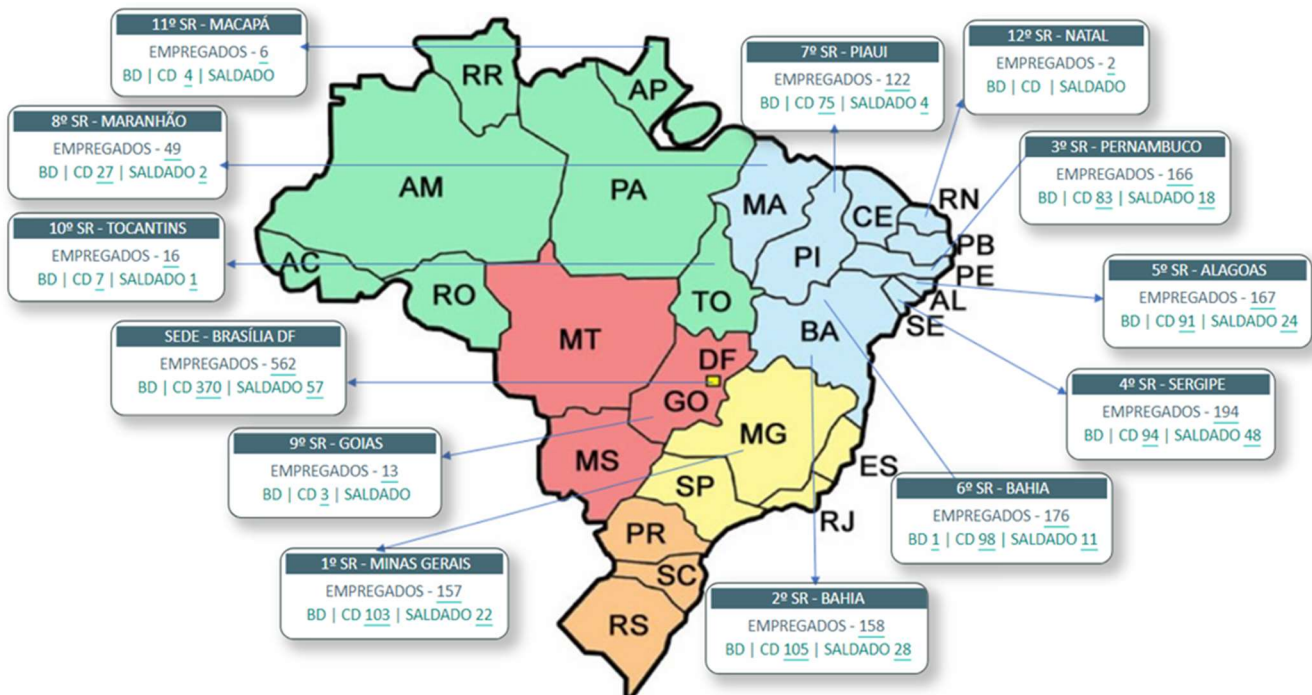 11º SR - MACAPÁ
EMPREGADOS - 6
BD | CD 4 | SALDADO
8º SR - MARANHÃO
EMPREGADOS - 49
BD | CD 27 | SALDADO 2
10º SR - TOCANTINS
EMPREGADOS - 16
BD | CD 7 | SALDADO 1
SEDE - BRASÍLIA DF
EMPREGADOS - 562
BD | CD 370 | SALDADO 57
9º SR - GOIAS
EMPREGADOS - 13
BD | CD 3 | SALDADO
1º SR - MINAS GERAIS
EMPREGADOS - 157
BD | CD 103 | SALDADO 22
7º SR - PIAUI
EMPREGADOS - 122
BD | CD 75 | SALDADO 4
12º SR - NATAL
EMPREGADOS - 2
BD | CD | SALDADO
3º SR - PERNAMBUCO
EMPREGADOS - 166
BD | CD 83 | SALDADO 18
5º SR - ALAGOAS
EMPREGADOS - 167
BD | CD 91 | SALDADO 24
4º SR - SERGIPE
EMPREGADOS - 194
BD | CD 94 | SALDADO 48
6º SR - BAHIA
EMPREGADOS - 176
BD 1 | CD 98 | SALDADO 11
2º SR - BAHIA
EMPREGADOS - 158
BD | CD 105 | SALDADO 28
RR
AP
AM
PA
MA
CE
RN
PB
PI
PE
AL
SE
AC
RO
TO
BA
MT
DF
GO
MG
ES
MS
SP
RJ
PR
SC
RS